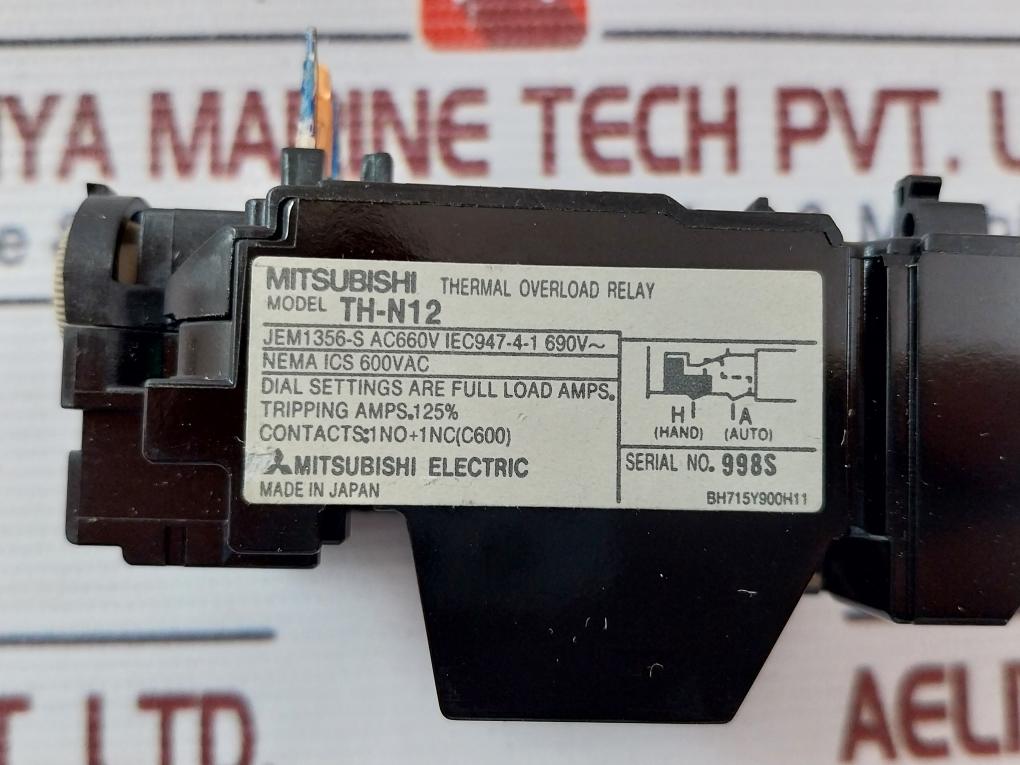 MARINE TECH PVT.
MITSUBISHI THERMAL OVERLOAD RELAY
MODEL TH-N12
JEM1356-S AC660V IEC947-4-1 690V~
NEMA ICS 600VAC
DIAL SETTINGS ARE FULL LOAD AMPS.
TRIPPING AMPS.125%
CONTACTS:1NO+1NC(C600)
MITSUBISHI ELECTRIC
MADE IN JAPAN
H A
(HAND) (AUTO)
SERIAL NO. 998S
BH715Y900H11
T. LTD.